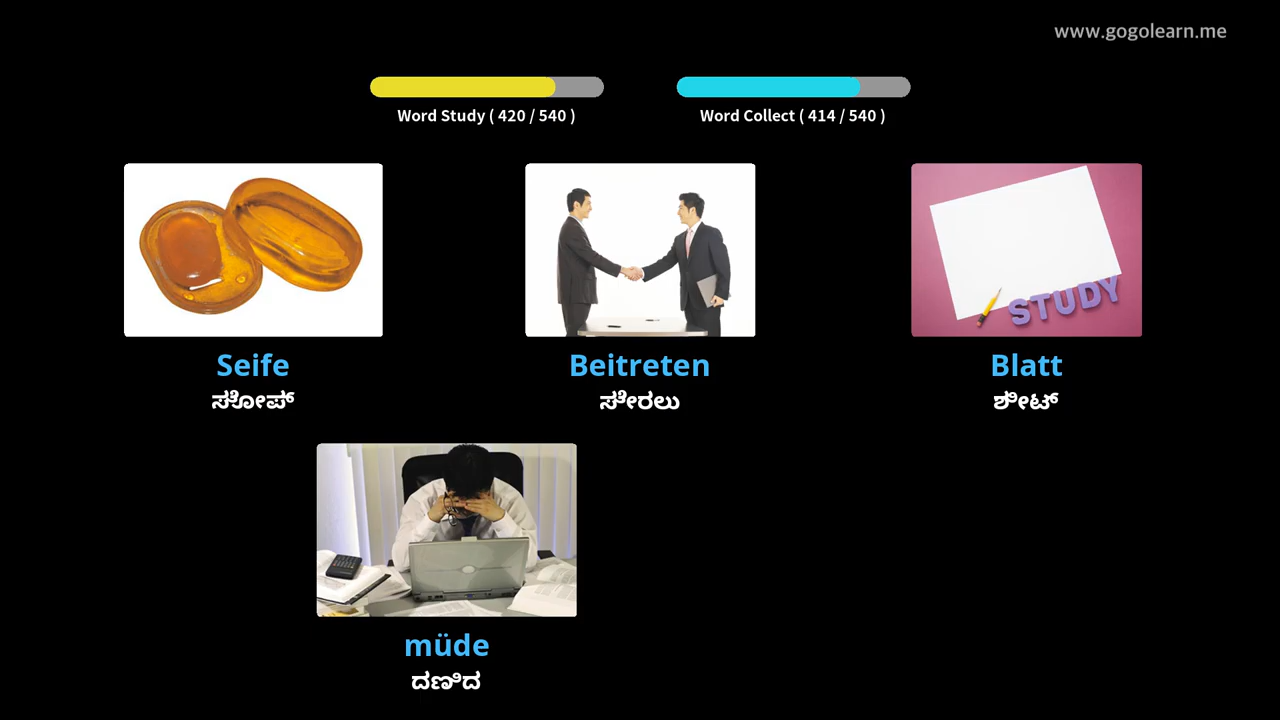 www.gogolearn.me
Word Study ( 420 / 540 )
Word Collect ( 414 / 540 )
STUDY
Seife
ಸೋಪ್
Beitreten
ಸೇರಲು
Blatt
ಶೀಟ್
müde
ದಣಿದ